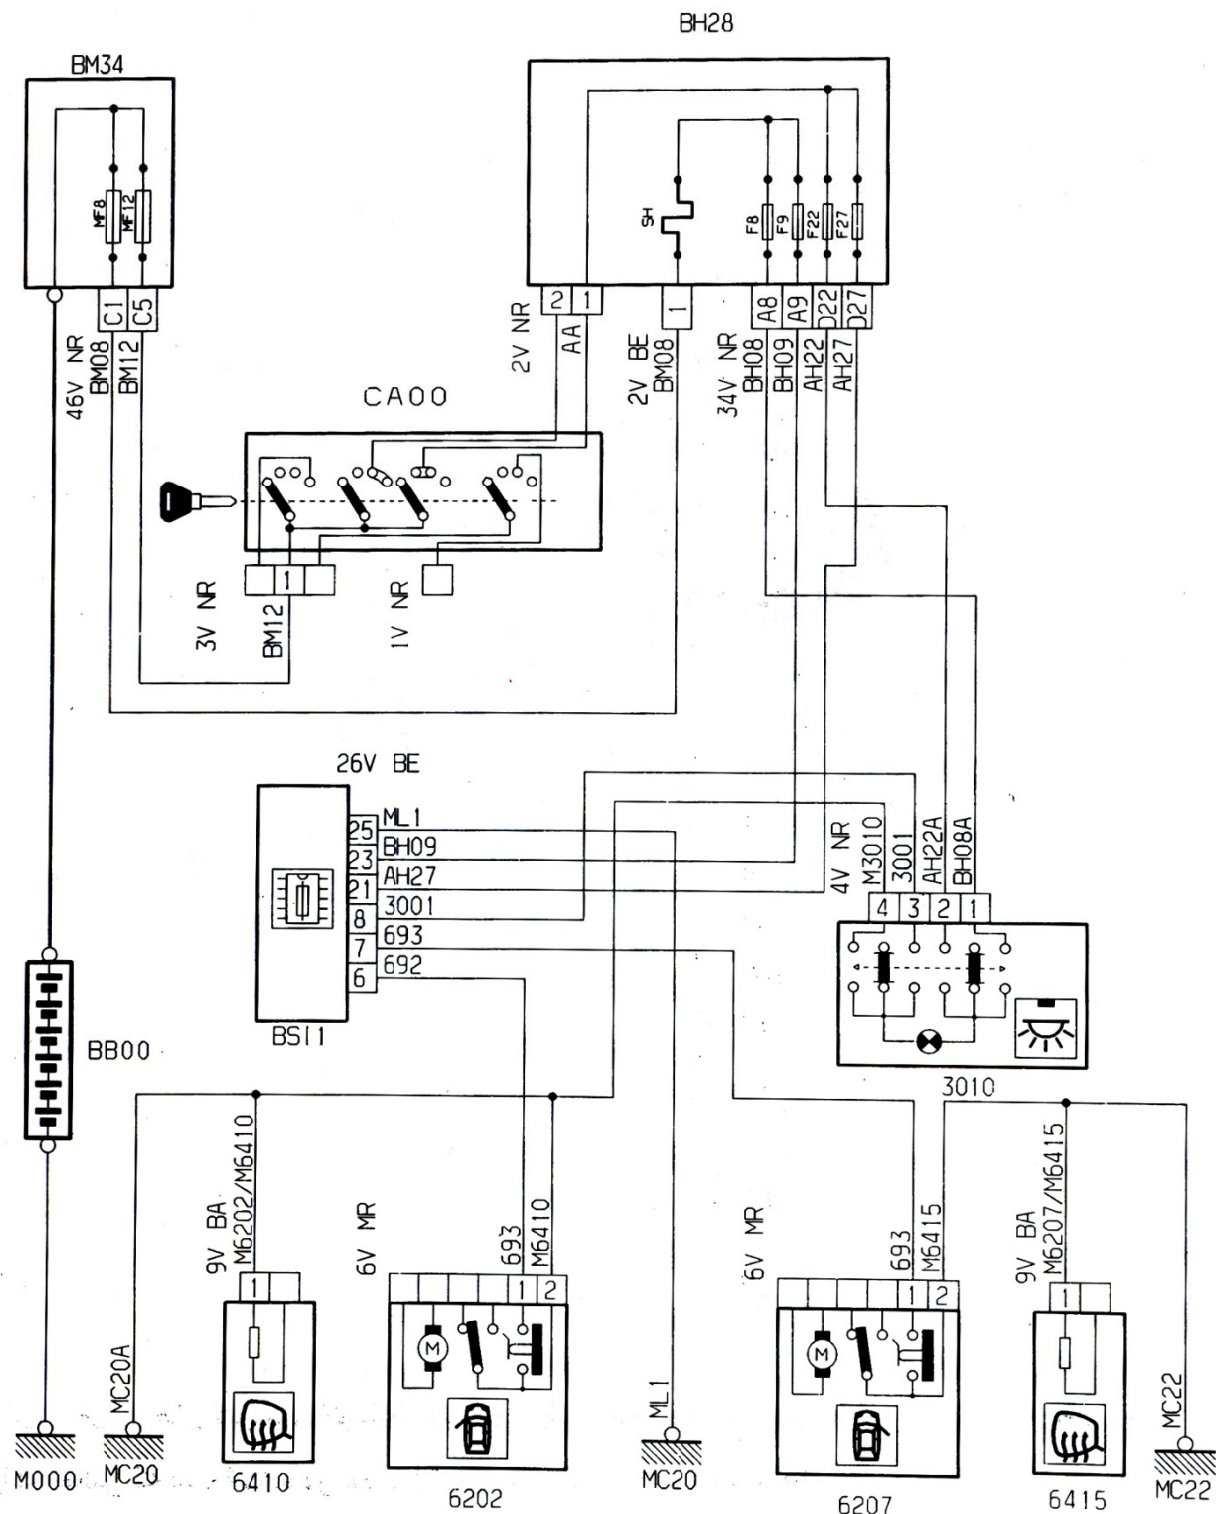 BH28
BM34
MF8
MF12
SH
F8
F9
F22
F27
C1
C5
2
1
1
A8
A9
D22
D27
46V NR
BM08
BM12
2V NR
AA
2V BE
BM08
34V NR
BH08
BH09
AH22
AH27
CA00
1
3V NR
BM12
1V NR
26V BE
25
ML1
23
BH09
21
AH27
8
3001
7
693
6
692
BSI1
4V NR
M3010
3001
AH22A
BH08A
4
3
2
1
3010
BB00
9V BA
M6202/M6410
6V MR
693
M6410
6V MR
693
M6415
9V BA
M6207/M6415
1
1
2
1
2
1
M
M
MC20A
ML1
MC22
M000
MC20
6410
6202
MC20
6207
6415
MC22